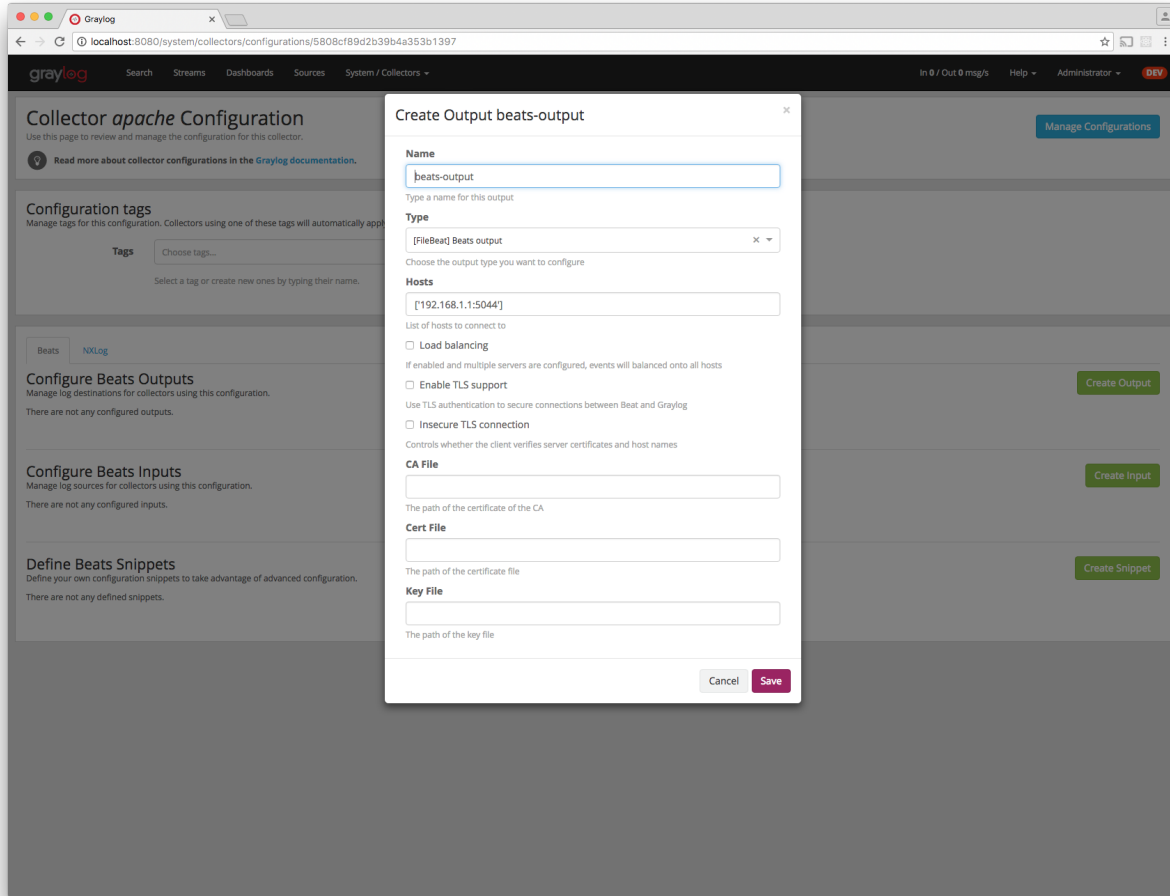 Graylog
localhost:8080/system/collectors/configurations/5808cf89d2b39b4a353b1397
graylog Search Streams Dashboards Sources System / Collectors In 0 / Out 0 msg/s Help Administrator DEV
Collector apache Configuration
Use this page to review and manage the configuration for this collector.
Read more about collector configurations in the Graylog documentation.
Manage Configurations
Configuration tags
Manage tags for this configuration. Collectors using one of these tags will automatically appl
Tags
Choose tags...
Select a tag or create new ones by typing their name.
Beats NXLog
Configure Beats Outputs
Manage log destinations for collectors using this configuration.
There are not any configured outputs.
Create Output
Configure Beats Inputs
Manage log sources for collectors using this configuration.
There are not any configured inputs.
Create Input
Define Beats Snippets
Define your own configuration snippets to take advantage of advanced configuration.
There are not any defined snippets.
Create Snippet
Create Output beats-output
Name
beats-output
Type a name for this output
Type
[FileBeat] Beats output
Choose the output type you want to configure
Hosts
['192.168.1.1:5044']
List of hosts to connect to
Load balancing
If enabled and multiple servers are configured, events will balanced onto all hosts
Enable TLS support
Use TLS authentication to secure connections between Beat and Graylog
Insecure TLS connection
Controls whether the client verifies server certificates and host names
CA File
The path of the certificate of the CA
Cert File
The path of the certificate file
Key File
The path of the key file
Cancel Save